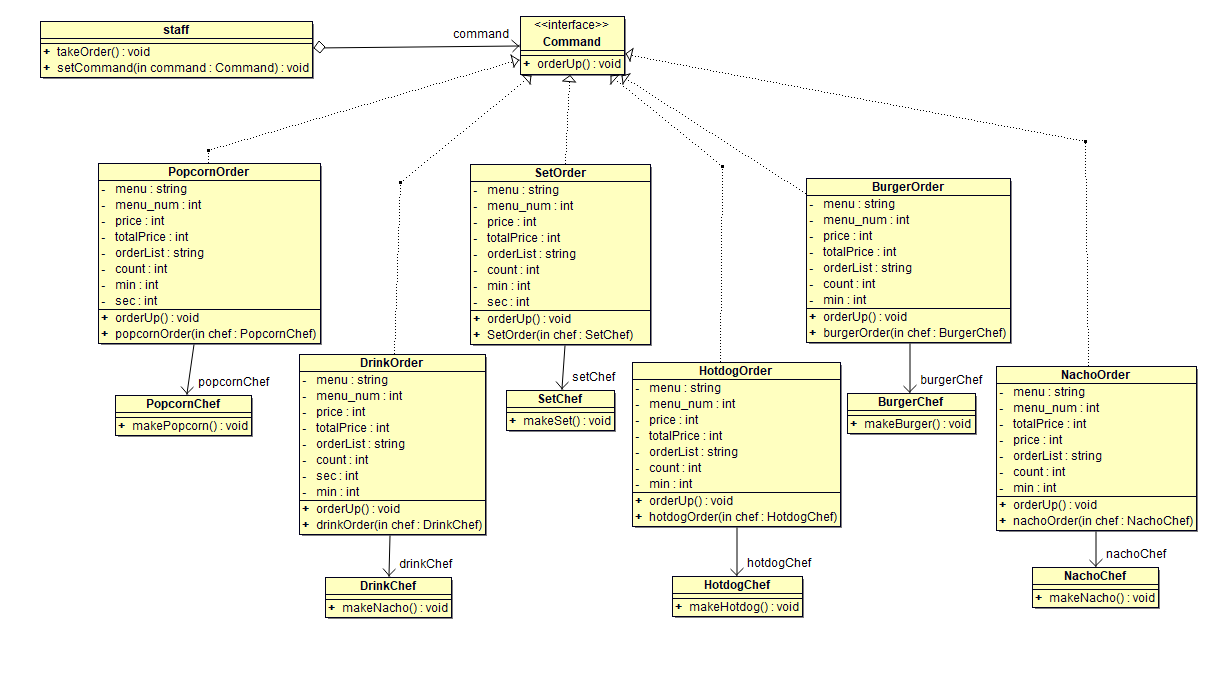 staff
+ takeOrder() : void
+ setCommand(in command : Command) : void
command
<<interface>>
Command
+ orderUp() : void
PopcornOrder
- menu : string
- menu_num : int
- price : int
- totalPrice : int
- orderList : string
- count : int
- min : int
- sec : int
+ orderUp() : void
+ popcornOrder(in chef : PopcornChef)
popcornChef
PopcornChef
+ makePopcorn() : void
DrinkOrder
- menu : string
- menu_num : int
- price : int
- totalPrice : int
- orderList : string
- count : int
- sec : int
- min : int
+ orderUp() : void
+ drinkOrder(in chef : DrinkChef)
drinkChef
DrinkChef
+ makeNacho() : void
SetOrder
- menu : string
- menu_num : int
- price : int
- totalPrice : int
- orderList : string
- count : int
- min : int
- sec : int
+ orderUp() : void
+ SetOrder(in chef : SetChef)
setChef
SetChef
+ makeSet() : void
HotdogOrder
- menu : string
- menu_num : int
- price : int
- totalPrice : int
- orderList : string
- count : int
- min : int
+ orderUp() : void
+ hotdogOrder(in chef : HotdogChef)
hotdogChef
HotdogChef
+ makeHotdog() : void
BurgerOrder
- menu : string
- menu_num : int
- price : int
- totalPrice : int
- orderList : string
- count : int
- min : int
+ orderUp() : void
+ burgerOrder(in chef : BurgerChef)
burgerChef
BurgerChef
+ makeBurger() : void
NachoOrder
- menu : string
- menu_num : int
- totalPrice : int
- price : int
- orderList : string
- count : int
- min : int
+ orderUp() : void
+ nachoOrder(in chef : NachoChef)
nachoChef
NachoChef
+ makeNacho() : void